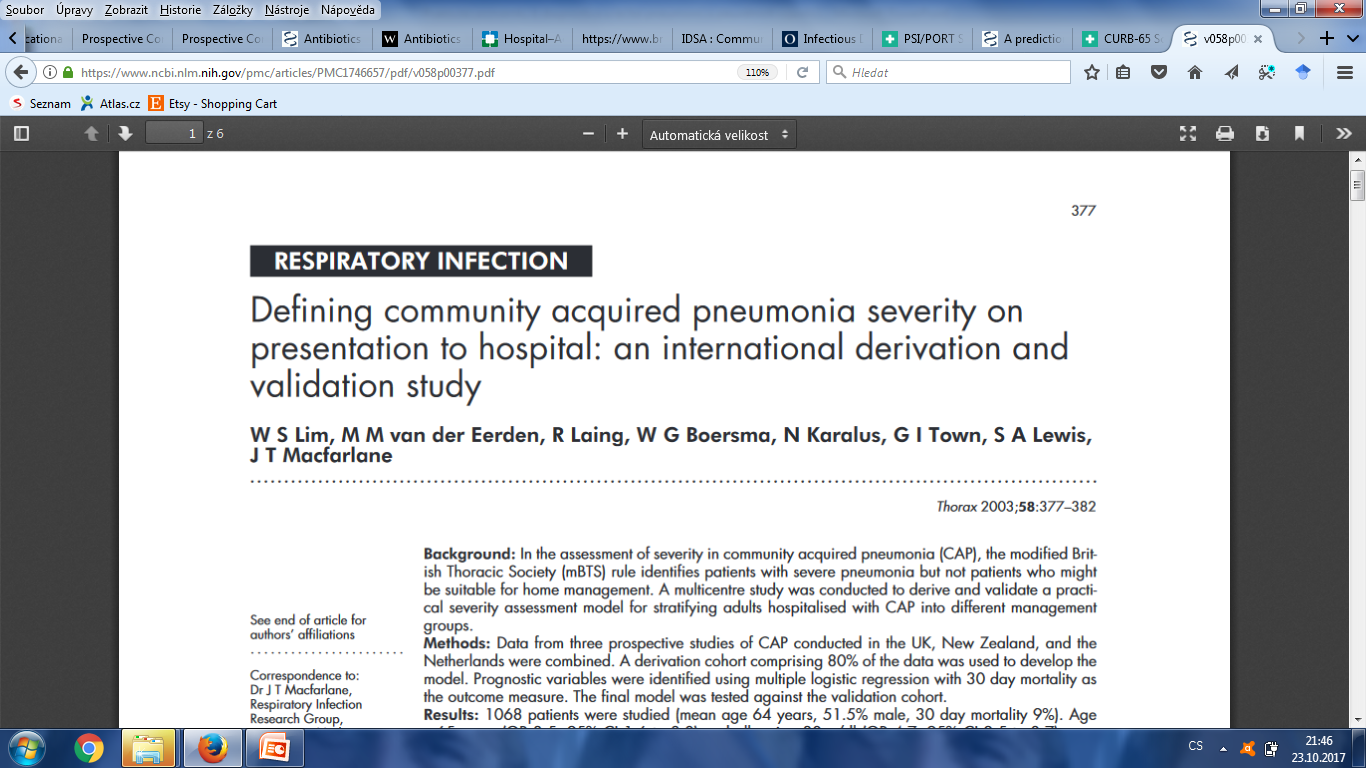 Soubor Úpravy Zobrazit Historie Záložky Nástroje Nápověda
Prospective Co Prospective Co Antibiotics Antibiotics Hospital–A https://www.b IDSA : Commu Infectious PSI/PORT S A predictio CURB-65 S v058p00
https://www.ncbi.nlm.nih.gov/pmc/articles/PMC1746657/pdf/v058p00377.pdf 110% Hledat
Seznam Atlas.cz Etsy - Shopping Cart
1 z 6 Automatická velikost
377
RESPIRATORY INFECTION
Defining community acquired pneumonia severity on
presentation to hospital: an international derivation and
validation study
W S Lim, M M van der Eerden, R Laing, W G Boersma, N Karalus, G I Town, S A Lewis,
J T Macfarlane
Thorax 2003;58:377–382
See end of article for
authors' affiliations
Correspondence to:
Dr J T Macfarlane,
Respiratory Infection
Research Group,
Background: In the assessment of severity in community acquired pneumonia (CAP), the modified Brit-
ish Thoracic Society (mBTS) rule identifies patients with severe pneumonia but not patients who might
be suitable for home management. A multicentre study was conducted to derive and validate a practi-
cal severity assessment model for stratifying adults hospitalised with CAP into different management
groups.
Methods: Data from three prospective studies of CAP conducted in the UK, New Zealand, and the
Netherlands were combined. A derivation cohort comprising 80% of the data was used to develop the
model. Prognostic variables were identified using multiple logistic regression with 30 day mortality as
the outcome measure. The final model was tested against the validation cohort.
Results: 1068 patients were studied (mean age 64 years, 51.5% male, 30 day mortality 9%). Age
CS 21:46
23.10.2017